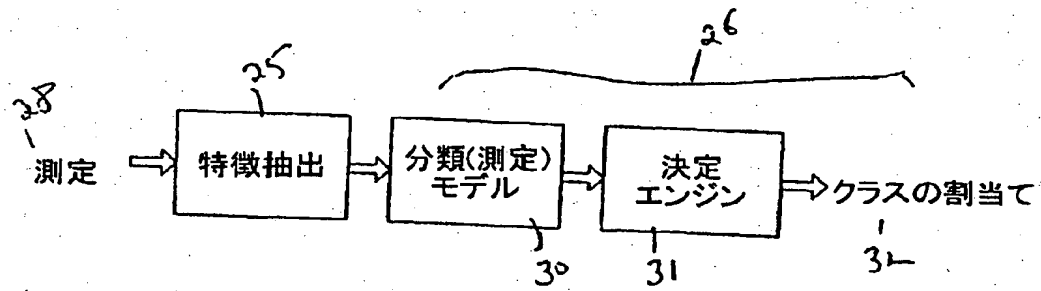 26
25
28
測定
特徴抽出
分類(測定)
モデル
決定
エンジン
クラスの割当て
30
31
32